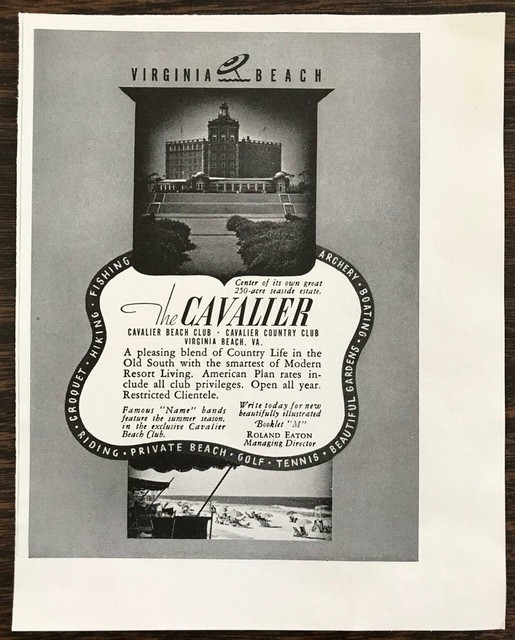 VIRGINIA BEACH
Center of its own great
250-acre seaside estate.
The CAVALIER
CAVALIER BEACH CLUB · CAVALIER COUNTRY CLUB
VIRGINIA BEACH, VA.
A pleasing blend of Country Life in the
Old South with the smartest of Modern
Resort Living. American Plan rates in-
clude all club privileges. Open all year.
Restricted Clientele.
Famous "Name" bands
feature the summer season,
in the exclusive Cavalier
Beach Club.
Write today for new
beautifully illustrated
Booklet "M"
ROLAND EATON
Managing Director
CROQUET · HIKING · FISHING
ARCHERY · BOATING
RIDING · PRIVATE BEACH · GOLF · TENNIS · BEAUTIFUL GARDENS